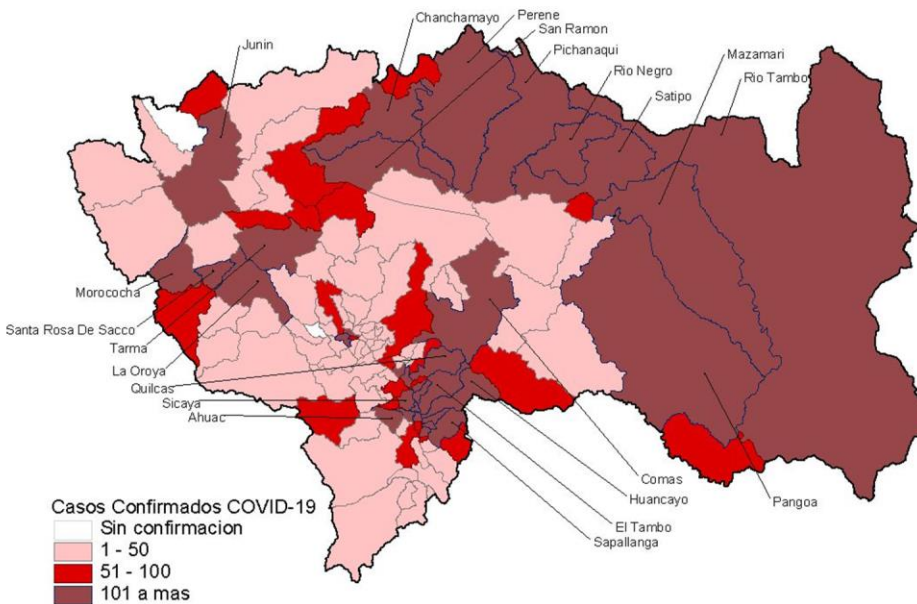 Perene
Chanchamayo
San Ramon
Pichanaqui
Junin
Mazamari
Rio Negro
Rio Tambo
Satipo
Morococha
Santa Rosa De Sacco
Tarma
La Oroya
Quilcas
Sicaya
Ahuac
Comas
Huancayo
Pangoa
El Tambo
Sapallanga
Casos Confirmados COVID-19
Sin confirmacion
1 - 50
51 - 100
101 a mas